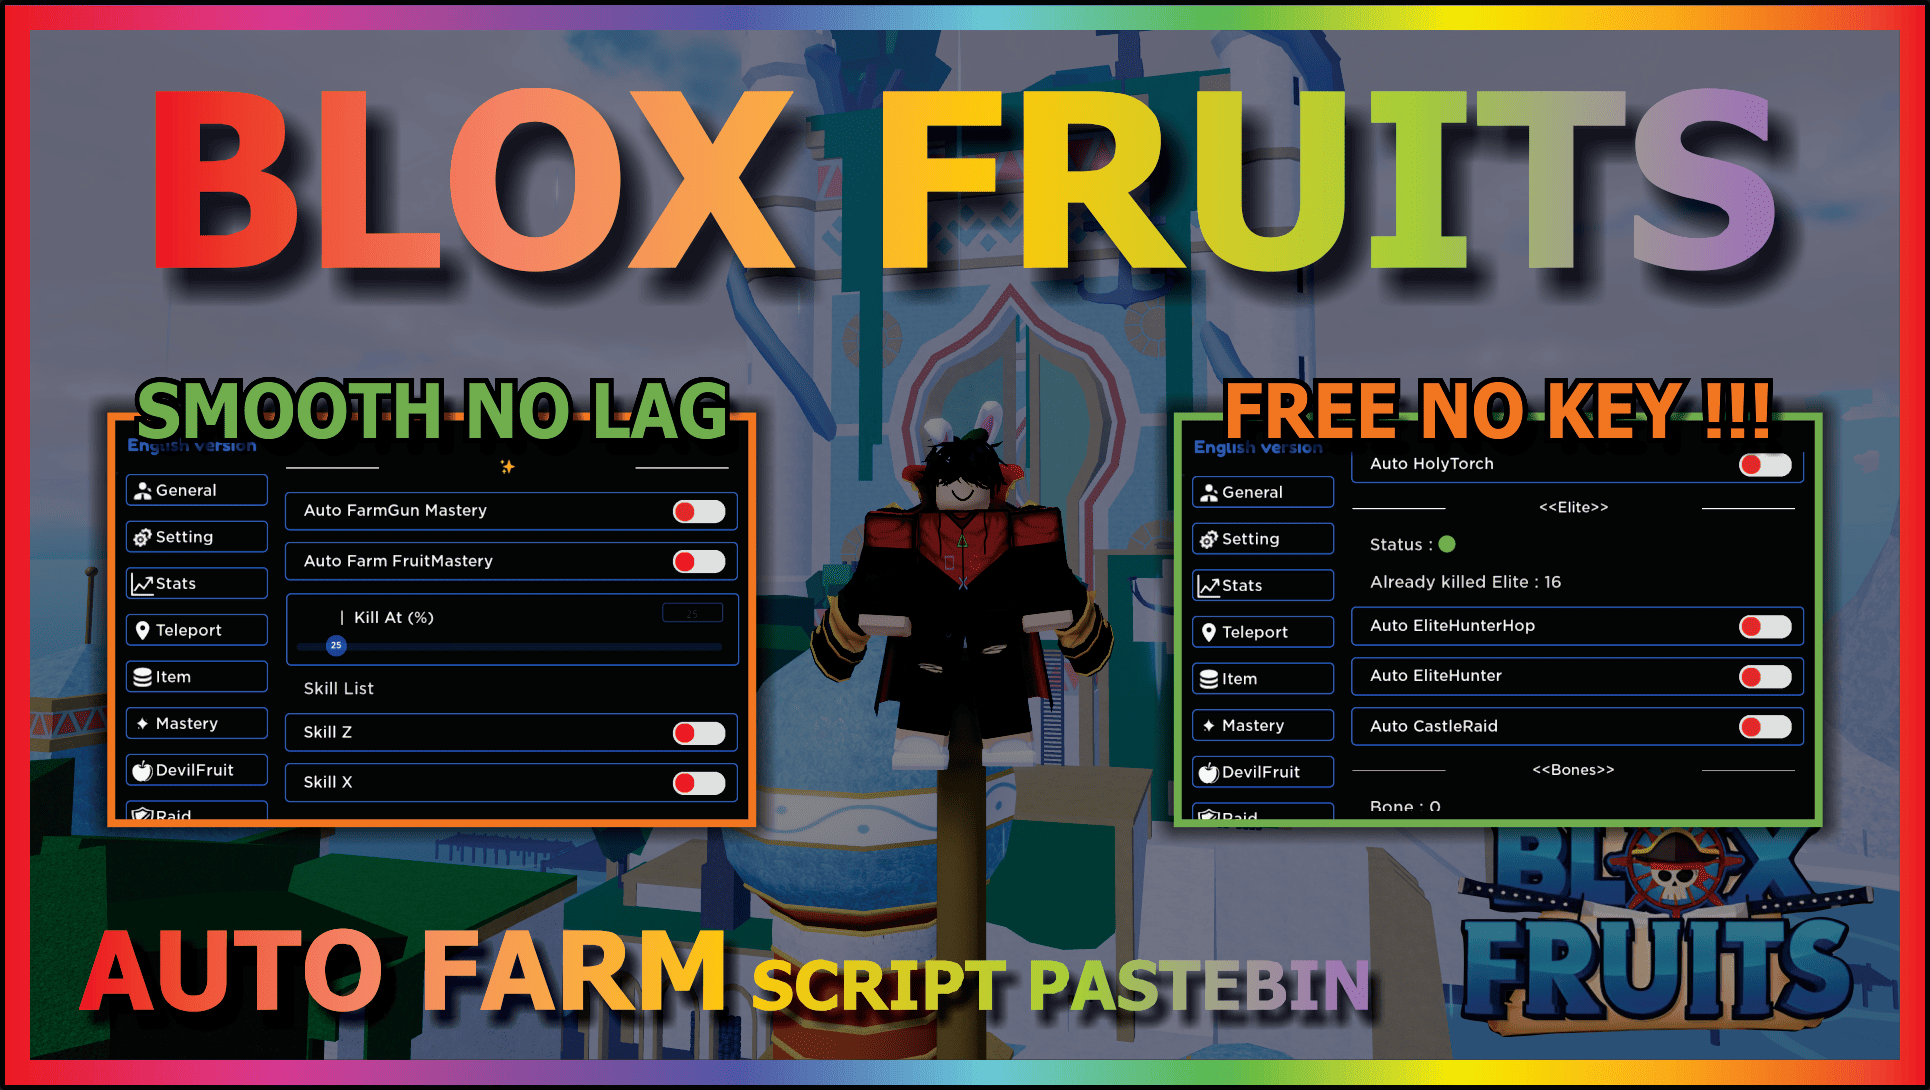 BLOX FRUITS
SMOOTH NO LAG
English version
General
Setting
Stats
Teleport
Item
Mastery
DevilFruit
Raid
Auto FarmGun Mastery
Auto Farm FruitMastery
| Kill At (%)
25
25
Skill List
Skill Z
Skill X
FREE NO KEY !!!
English version
General
Setting
Stats
Teleport
Item
Mastery
DevilFruit
Raid
Auto HolyTorch
<<Elite>>
Status :
Already killed Elite : 16
Auto EliteHunterHop
Auto EliteHunter
Auto CastleRaid
<<Bones>>
Bone : 0
AUTO FARM SCRIPT PASTEBIN
BLOX
FRUITS